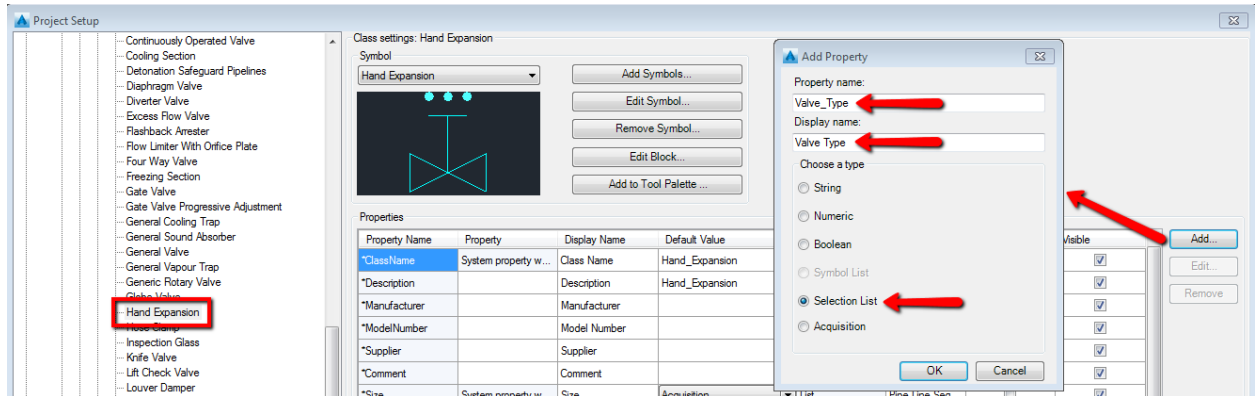 Project Setup
Continuously Operated Valve
Cooling Section
Detonation Safeguard Pipelines
Diaphragm Valve
Diverter Valve
Excess Flow Valve
Flashback Arrester
Flow Limiter With Orifice Plate
Four Way Valve
Freezing Section
Gate Valve
Gate Valve Progressive Adjustment
General Cooling Trap
General Sound Absorber
General Valve
General Vapour Trap
Generic Rotary Valve
Globe Valve
Hand Expansion
Hose Clamp
Inspection Glass
Knife Valve
Lift Check Valve
Louver Damper
Class settings: Hand Expansion
Symbol
Hand Expansion
Add Symbols...
Edit Symbol...
Remove Symbol...
Edit Block...
Add to Tool Palette ...
Properties
Property Name Property Display Name Default Value Visible
*ClassName System property w... Class Name Hand_Expansion
*Description Description Hand_Expansion
*Manufacturer Manufacturer
*ModelNumber Model Number
*Supplier Supplier
*Comment Comment
*Size System property w... Size Acquisition List Pipe Line Seg...
Add...
Edit...
Remove
Add Property
Property name:
Valve_Type
Display name:
Valve Type
Choose a type
String
Numeric
Boolean
Symbol List
Selection List
Acquisition
OK Cancel